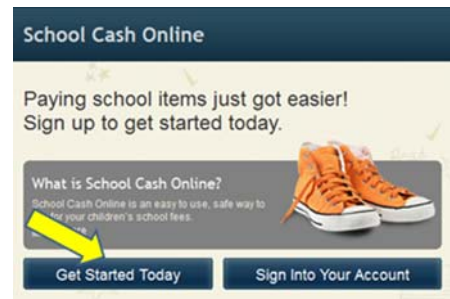 School Cash Online
Paying school items just got easier!
Sign up to get started today.
What is School Cash Online?
School Cash Online is an easy to use, safe way to
for your children's school fees.
Get Started Today
Sign Into Your Account